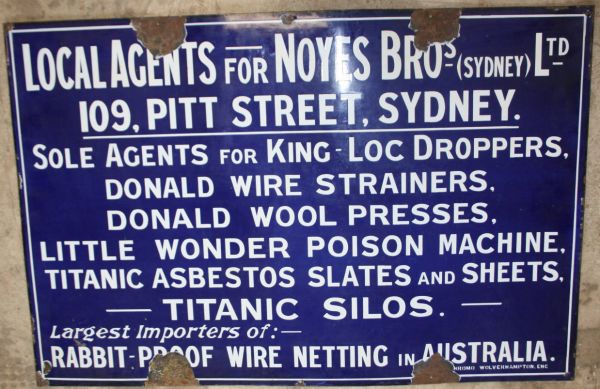 LOCAL AGENTS — FOR NOYES BROS (SYDNEY) LTD
109, PITT STREET, SYDNEY.
SOLE AGENTS FOR KING-LOC DROPPERS,
DONALD WIRE STRAINERS,
DONALD WOOL PRESSES,
LITTLE WONDER POISON MACHINE,
TITANIC ASBESTOS SLATES AND SHEETS,
— TITANIC SILOS. —
Largest Importers of:—
RABBIT-PROOF WIRE NETTING IN AUSTRALIA.
WOLVERHAMPTON, ENG